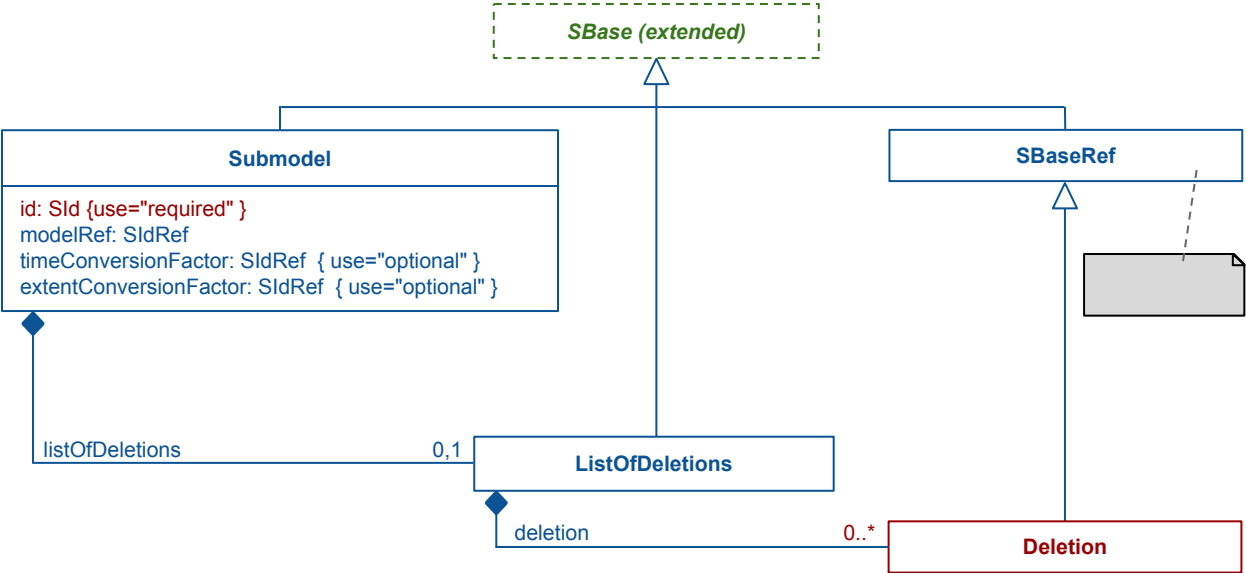 SBase (extended)
Submodel
SBaseRef
id: SId {use="required" }
modelRef: SIdRef
timeConversionFactor: SIdRef  { use="optional" }
extentConversionFactor: SIdRef  { use="optional" }
listOfDeletions
0,1
ListOfDeletions
deletion
0..*
Deletion